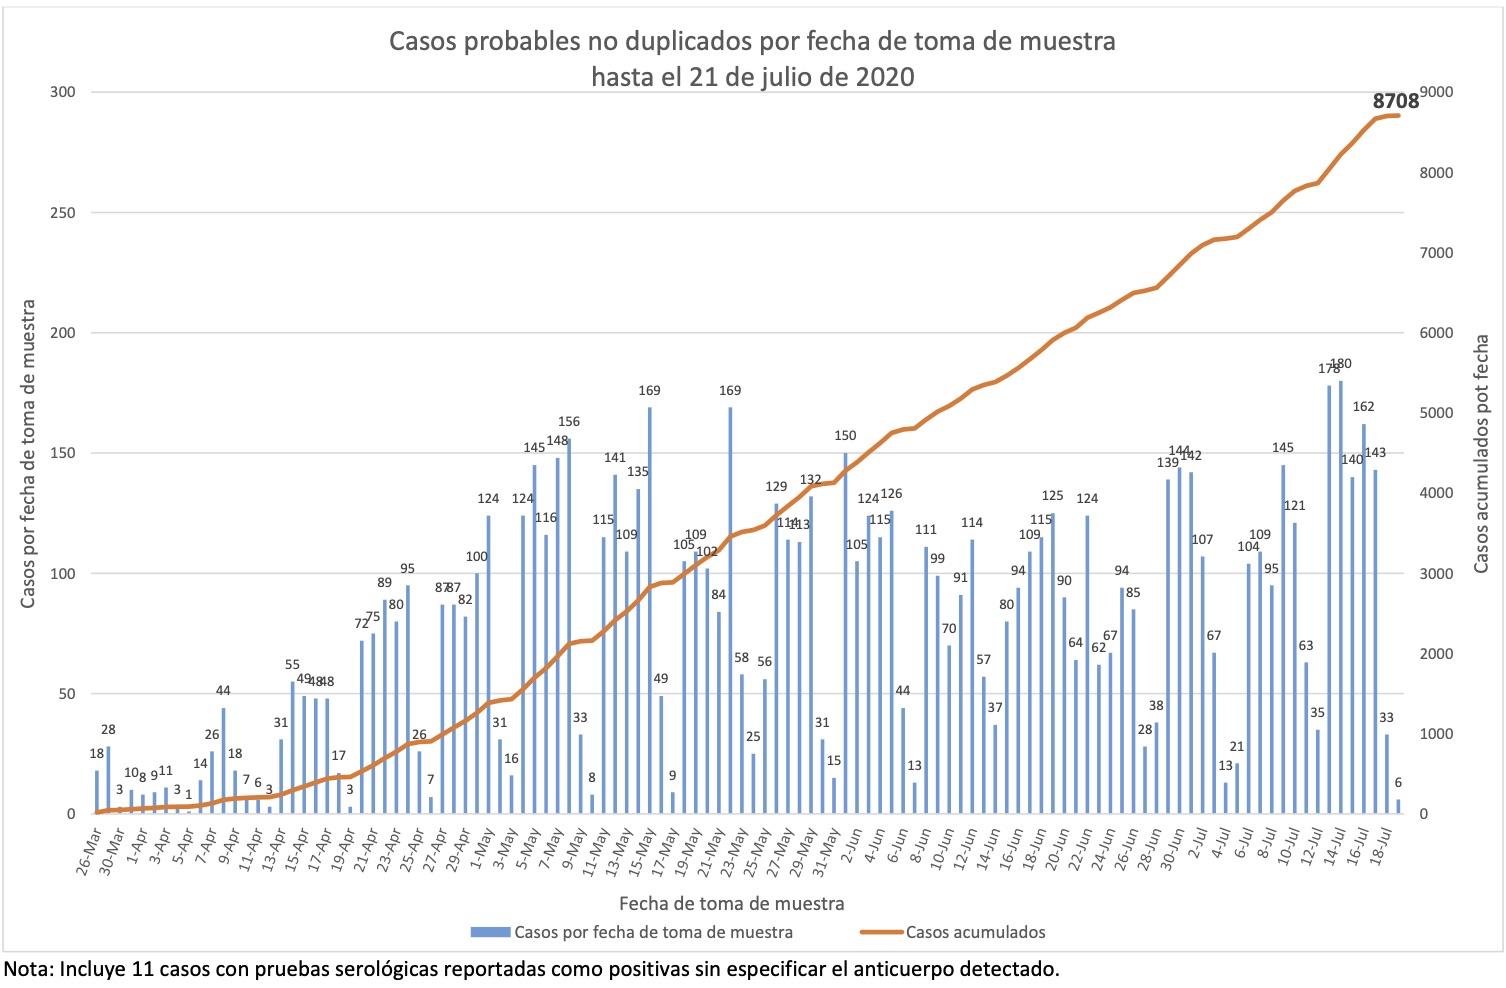 Casos probables no duplicados por fecha de toma de muestra
hasta el 21 de julio de 2020
300
250
200
150
100
50
0
Casos por fecha de toma de muestra
9000
8000
7000
6000
5000
4000
3000
2000
1000
0
Casos acumulados pot fecha
8708
18
28
3
10
8
9
11
3
1
14
26
44
18
7
6
3
31
55
49
48
48
17
3
72
75
89
80
95
26
7
87
87
82
100
124
31
16
124
145
116
148
156
33
8
115
141
109
135
169
49
9
105
109
102
84
169
58
25
56
129
114
113
132
31
15
150
105
124
115
126
44
13
111
99
70
91
114
57
37
80
94
109
115
125
90
64
124
62
67
94
85
28
38
139
144
142
107
67
13
21
104
109
95
145
121
63
35
178
180
140
162
143
33
6
26-Mar
30-Mar
1-Apr
3-Apr
5-Apr
7-Apr
9-Apr
11-Apr
13-Apr
15-Apr
17-Apr
19-Apr
21-Apr
23-Apr
25-Apr
27-Apr
29-Apr
1-May
3-May
5-May
7-May
9-May
11-May
13-May
15-May
17-May
19-May
21-May
23-May
25-May
27-May
29-May
31-May
2-Jun
4-Jun
6-Jun
8-Jun
10-Jun
12-Jun
14-Jun
16-Jun
18-Jun
20-Jun
22-Jun
24-Jun
26-Jun
28-Jun
30-Jun
2-Jul
4-Jul
6-Jul
8-Jul
10-Jul
12-Jul
14-Jul
16-Jul
18-Jul
Fecha de toma de muestra
Casos por fecha de toma de muestra
Casos acumulados
Nota: Incluye 11 casos con pruebas serológicas reportadas como positivas sin especificar el anticuerpo detectado.